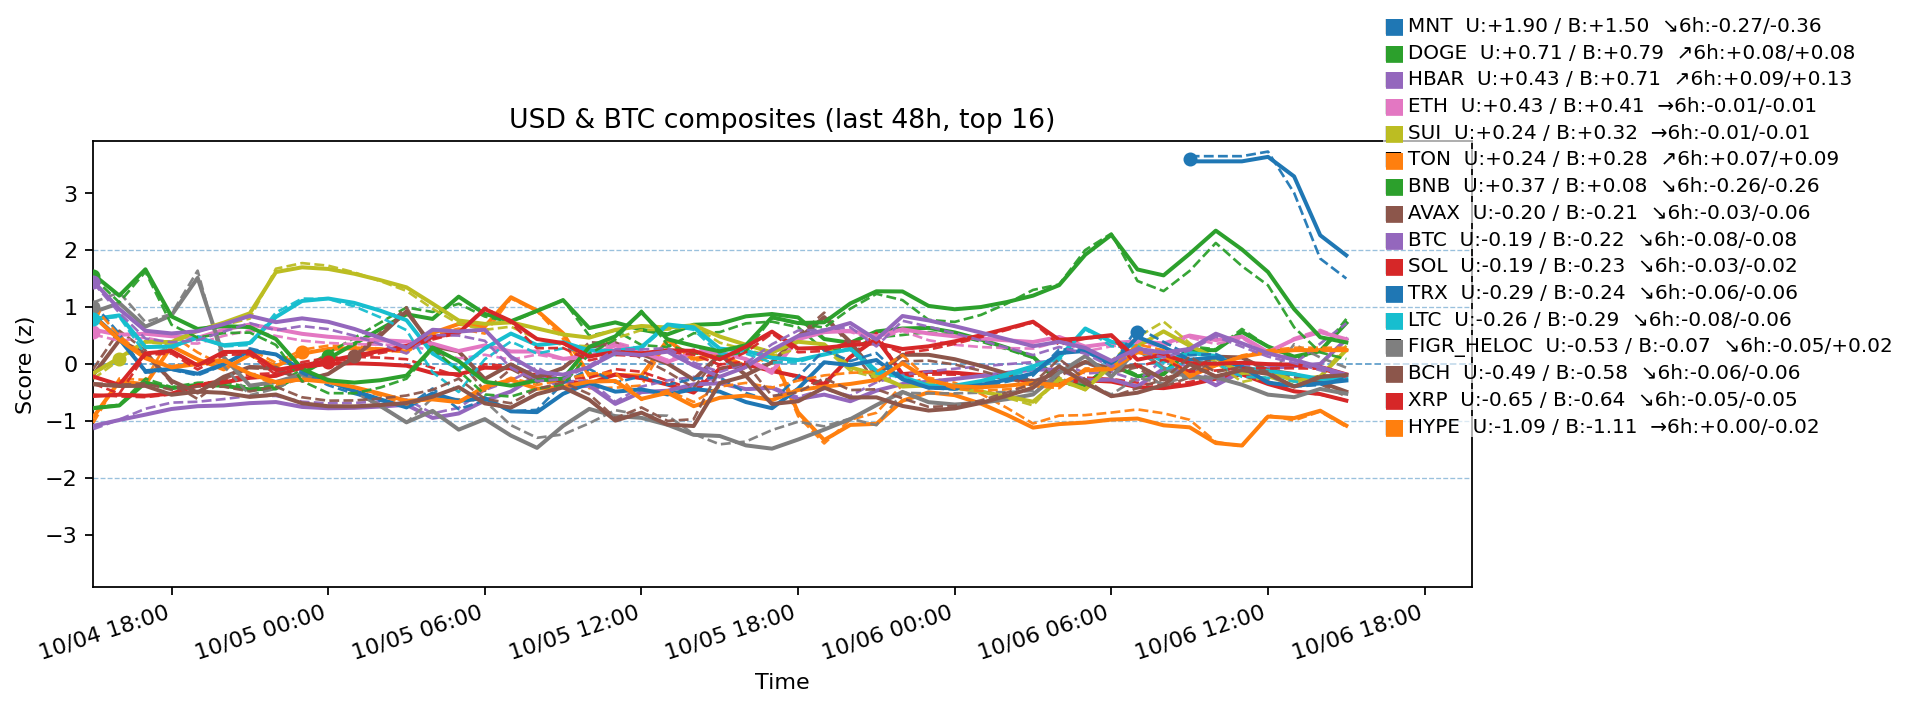 MNT U:+1.90 / B:+1.50 ↘6h:-0.27/-0.36
DOGE U:+0.71 / B:+0.79 ↗6h:+0.08/+0.08
HBAR U:+0.43 / B:+0.71 ↗6h:+0.09/+0.13
ETH U:+0.43 / B:+0.41 →6h:-0.01/-0.01
SUI U:+0.24 / B:+0.32 →6h:-0.01/-0.01
TON U:+0.24 / B:+0.28 ↗6h:+0.07/+0.09
BNB U:+0.37 / B:+0.08 ↘6h:-0.26/-0.26
AVAX U:-0.20 / B:-0.21 ↘6h:-0.03/-0.06
BTC U:-0.19 / B:-0.22 ↘6h:-0.08/-0.08
SOL U:-0.19 / B:-0.23 ↘6h:-0.03/-0.02
TRX U:-0.29 / B:-0.24 ↘6h:-0.06/-0.06
LTC U:-0.26 / B:-0.29 ↘6h:-0.08/-0.06
FIGR_HELOC U:-0.53 / B:-0.07 ↘6h:-0.05/+0.02
BCH U:-0.49 / B:-0.58 ↘6h:-0.06/-0.06
XRP U:-0.65 / B:-0.64 ↘6h:-0.05/-0.05
HYPE U:-1.09 / B:-1.11 →6h:+0.00/-0.02
USD & BTC composites (last 48h, top 16)
Score (z)
3
2
1
0
−1
−2
−3
10/04 18:00
10/05 00:00
10/05 06:00
10/05 12:00
10/05 18:00
10/06 00:00
10/06 06:00
10/06 12:00
10/06 18:00
Time